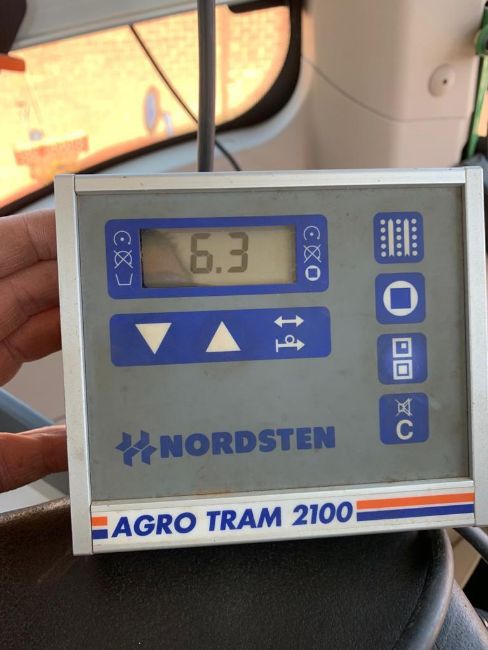 6.3
C
NORDSTEN
AGRO TRAM 2100